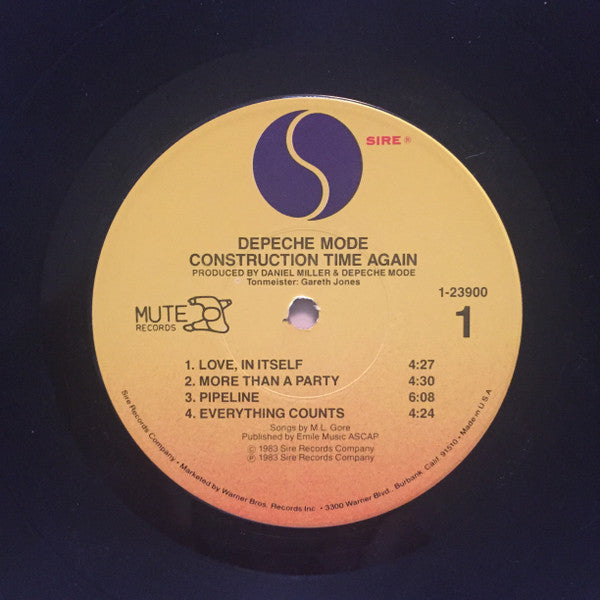 SIRE ®
DEPECHE MODE
CONSTRUCTION TIME AGAIN
PRODUCED BY DANIEL MILLER & DEPECHE MODE
Tonmeister: Gareth Jones
1-23900
MUTE
RECORDS
1
1. LOVE, IN ITSELF 4:27
2. MORE THAN A PARTY 4:30
3. PIPELINE 6:08
4. EVERYTHING COUNTS 4:24
Songs by M.L. Gore
Published by Emile Music ASCAP
© 1983 Sire Records Company
℗ 1983 Sire Records Company
Sire Records Company • Marketed by Warner Bros. Records Inc. • 3300 Warner Blvd., Burbank, Calif. 91510 • Made in U.S.A